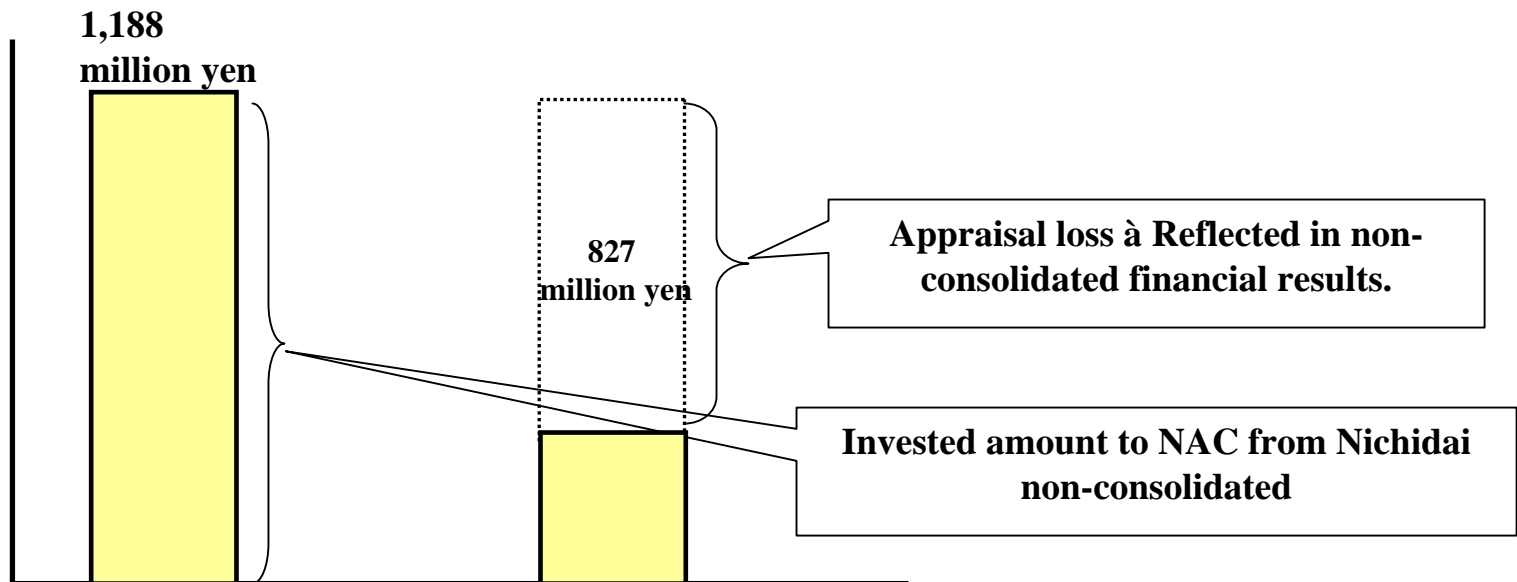 1,188
million yen
827
million yen
Appraisal loss à Reflected in non-
consolidated financial results.
Invested amount to NAC from Nichidai
non-consolidated